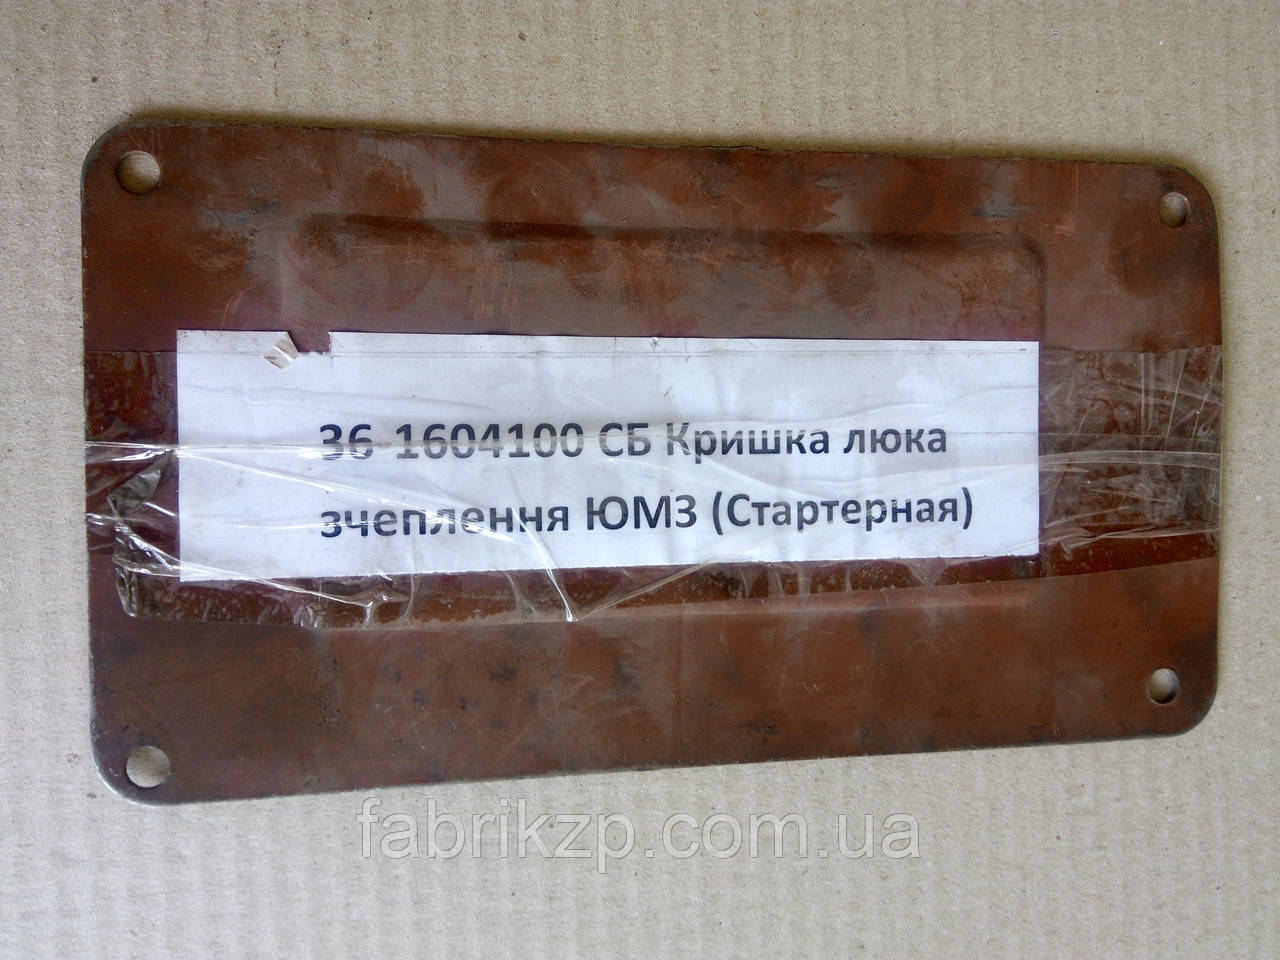 36-1604100 СБ Кришка люка
зчеплення ЮМЗ (Стартерная)
fabrikzp.com.ua